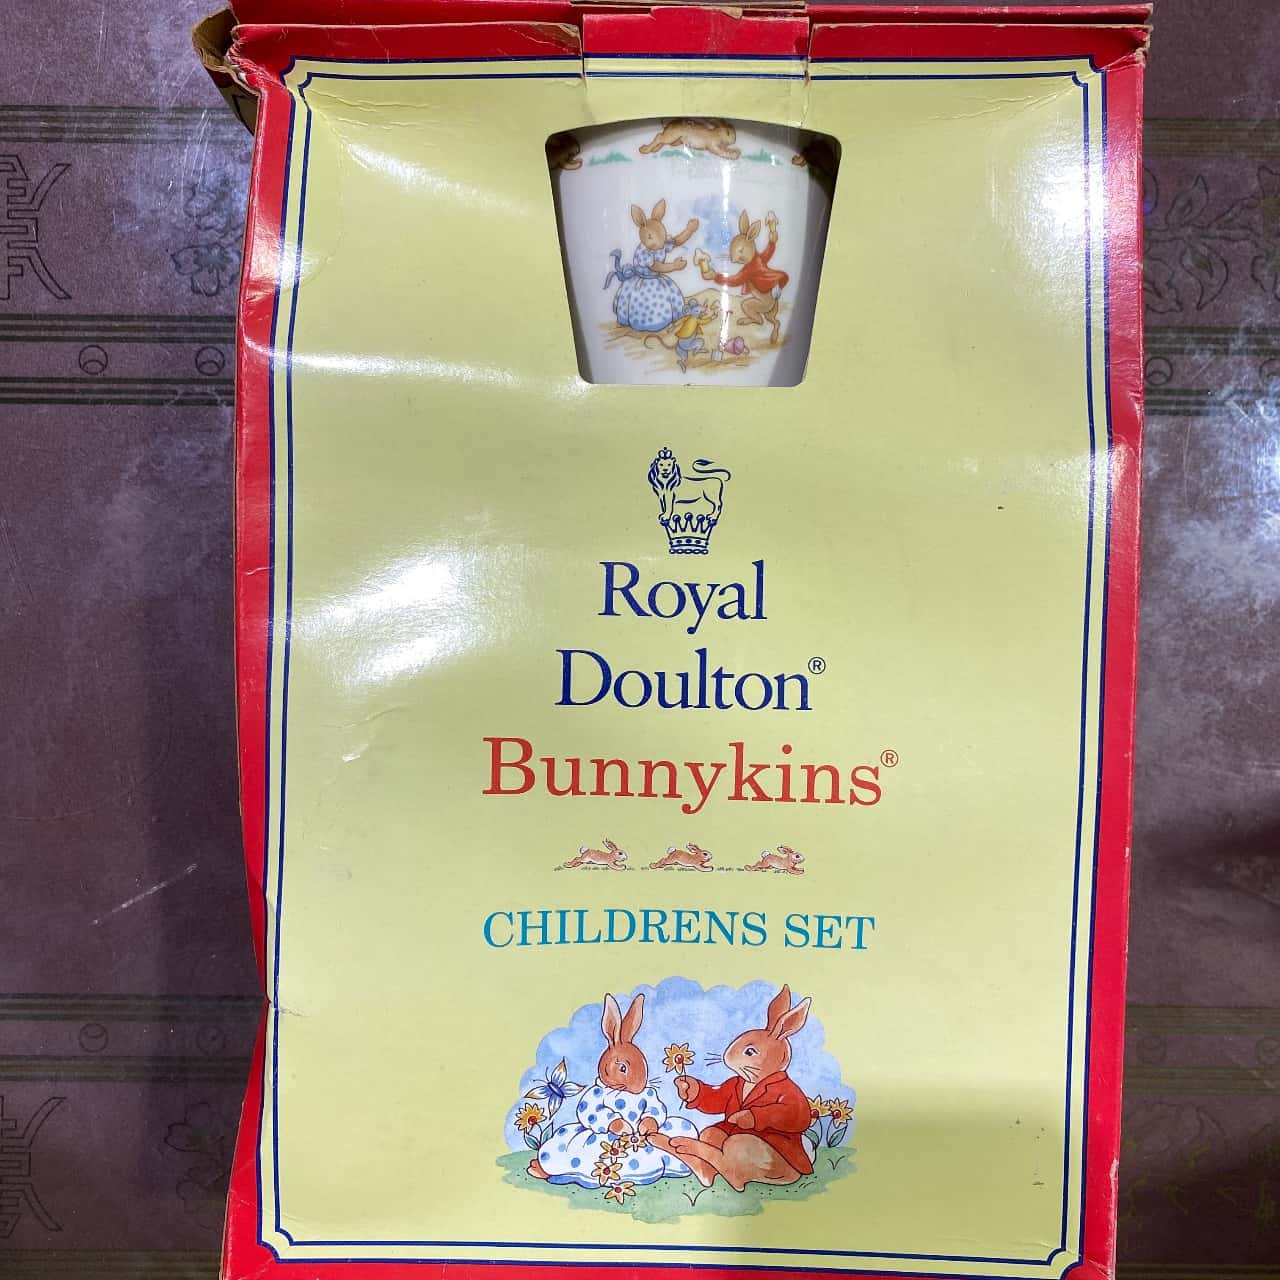 Royal
Doulton®
Bunnykins®
CHILDRENS SET